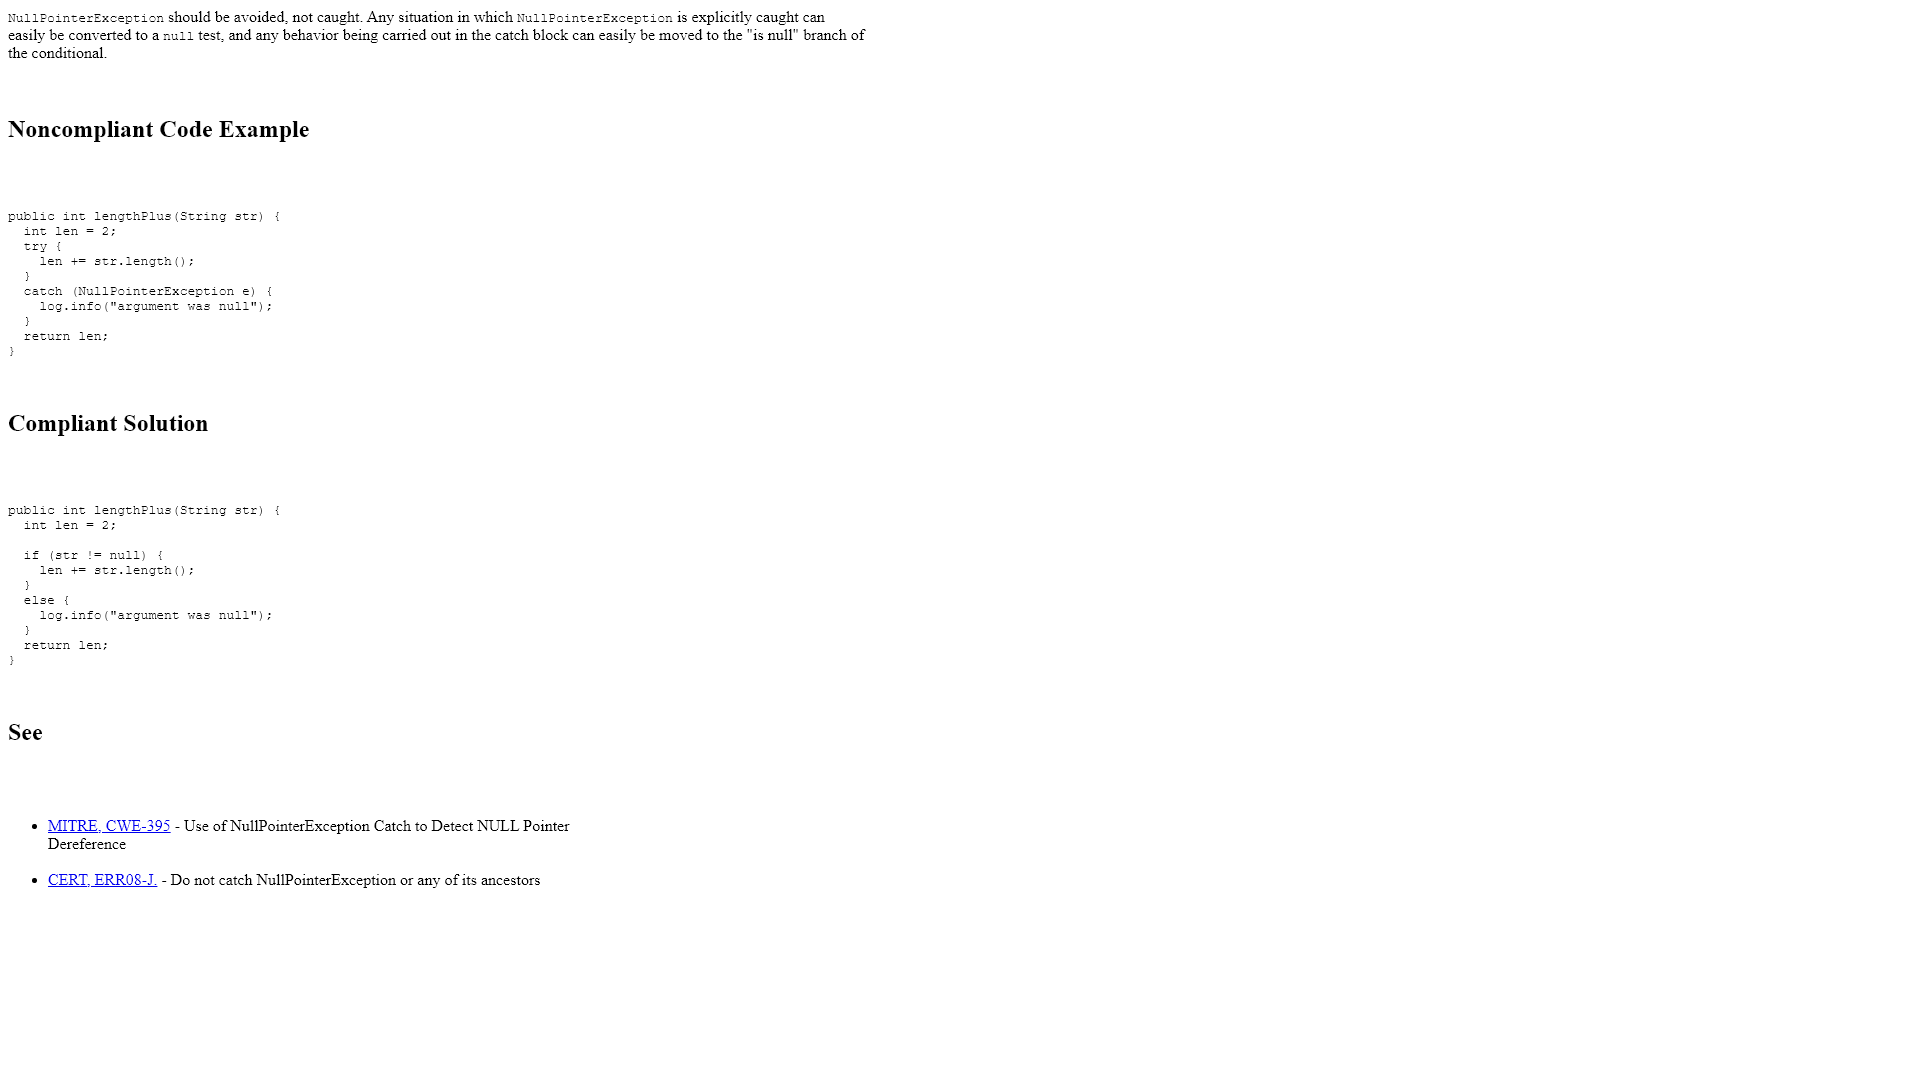 NullPointerException should be avoided, not caught. Any situation in which NullPointerException is explicitly caught can
easily be converted to a null test, and any behavior being carried out in the catch block can easily be moved to the "is null" branch of
the conditional.
Noncompliant Code Example
public int lengthPlus(String str) {
  int len = 2;
  try {
    len += str.length();
  }
  catch (NullPointerException e) {
    log.info("argument was null");
  }
  return len;
}
Compliant Solution
public int lengthPlus(String str) {
  int len = 2;
  if (str != null) {
    len += str.length();
  }
  else {
    log.info("argument was null");
  }
  return len;
}
See
• MITRE, CWE-395 - Use of NullPointerException Catch to Detect NULL Pointer
Dereference
• CERT, ERR08-J. - Do not catch NullPointerException or any of its ancestors